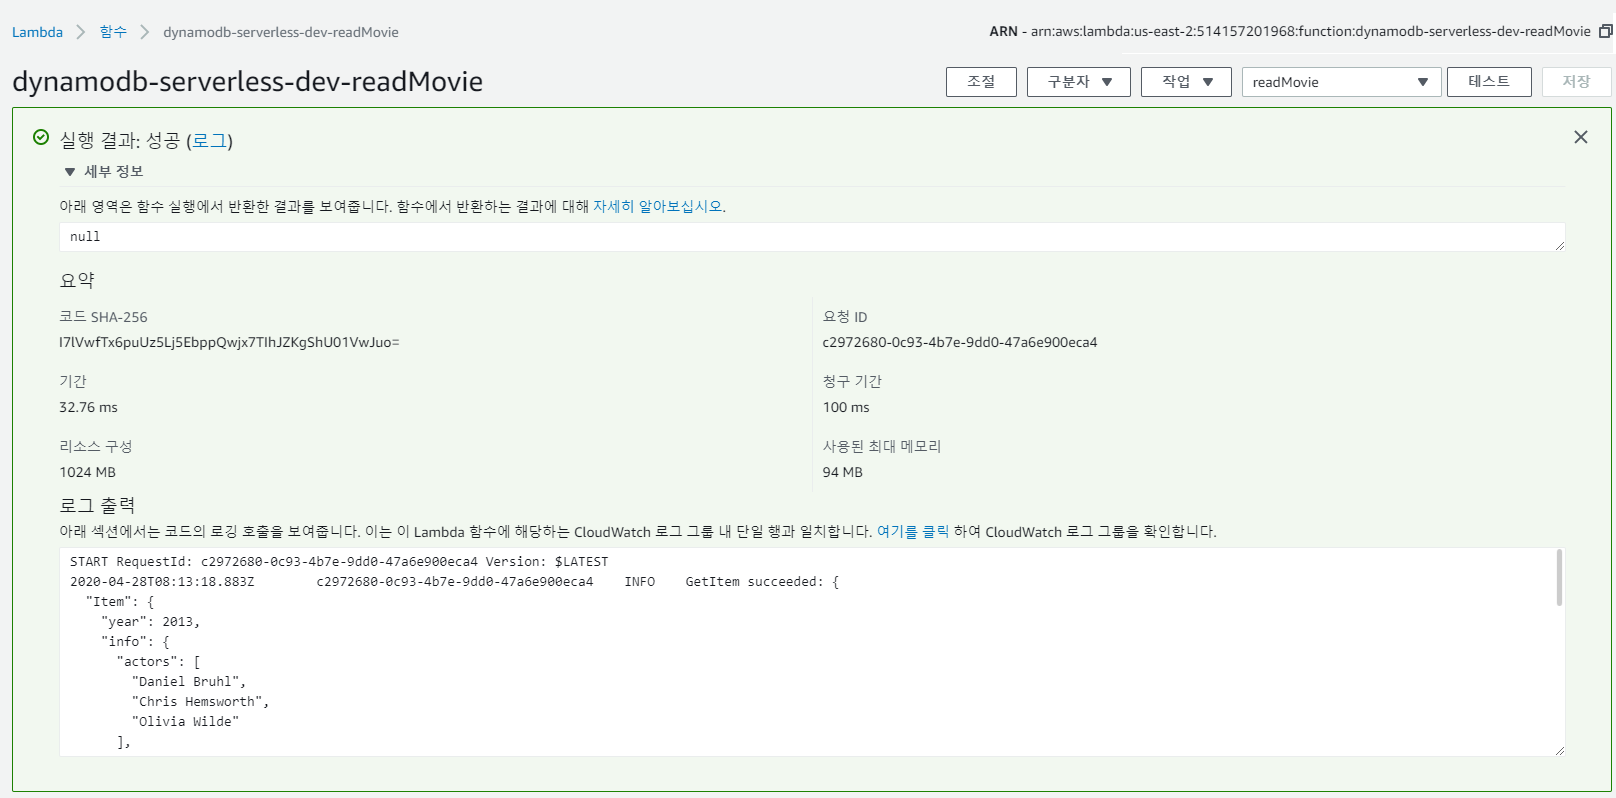 Lambda > 함수 > dynamodb-serverless-dev-readMovie
ARN - arn:aws:lambda:us-east-2:514157201968:function:dynamodb-serverless-dev-readMovie
dynamodb-serverless-dev-readMovie
조절 구분자 ▼ 작업 ▼ readMovie ▼ 테스트 저장
실행 결과: 성공 (로그)
▼ 세부 정보
아래 영역은 함수 실행에서 반환한 결과를 보여줍니다. 함수에서 반환하는 결과에 대해 자세히 알아보십시오.
null
요약
코드 SHA-256
I7lVwfTx6puUz5Lj5EbppQwjx7TIhJZKgShU01VwJuo=
요청 ID
c2972680-0c93-4b7e-9dd0-47a6e900eca4
기간
32.76 ms
청구 기간
100 ms
리소스 구성
1024 MB
사용된 최대 메모리
94 MB
로그 출력
아래 섹션에서는 코드의 로깅 호출을 보여줍니다. 이는 이 Lambda 함수에 해당하는 CloudWatch 로그 그룹 내 단일 행과 일치합니다. 여기를 클릭 하여 CloudWatch 로그 그룹을 확인합니다.
START RequestId: c2972680-0c93-4b7e-9dd0-47a6e900eca4 Version: $LATEST
2020-04-28T08:13:18.883Z c2972680-0c93-4b7e-9dd0-47a6e900eca4 INFO GetItem succeeded: {
"Item": {
"year": 2013,
"info": {
"actors": [
"Daniel Bruhl",
"Chris Hemsworth",
"Olivia Wilde"
],